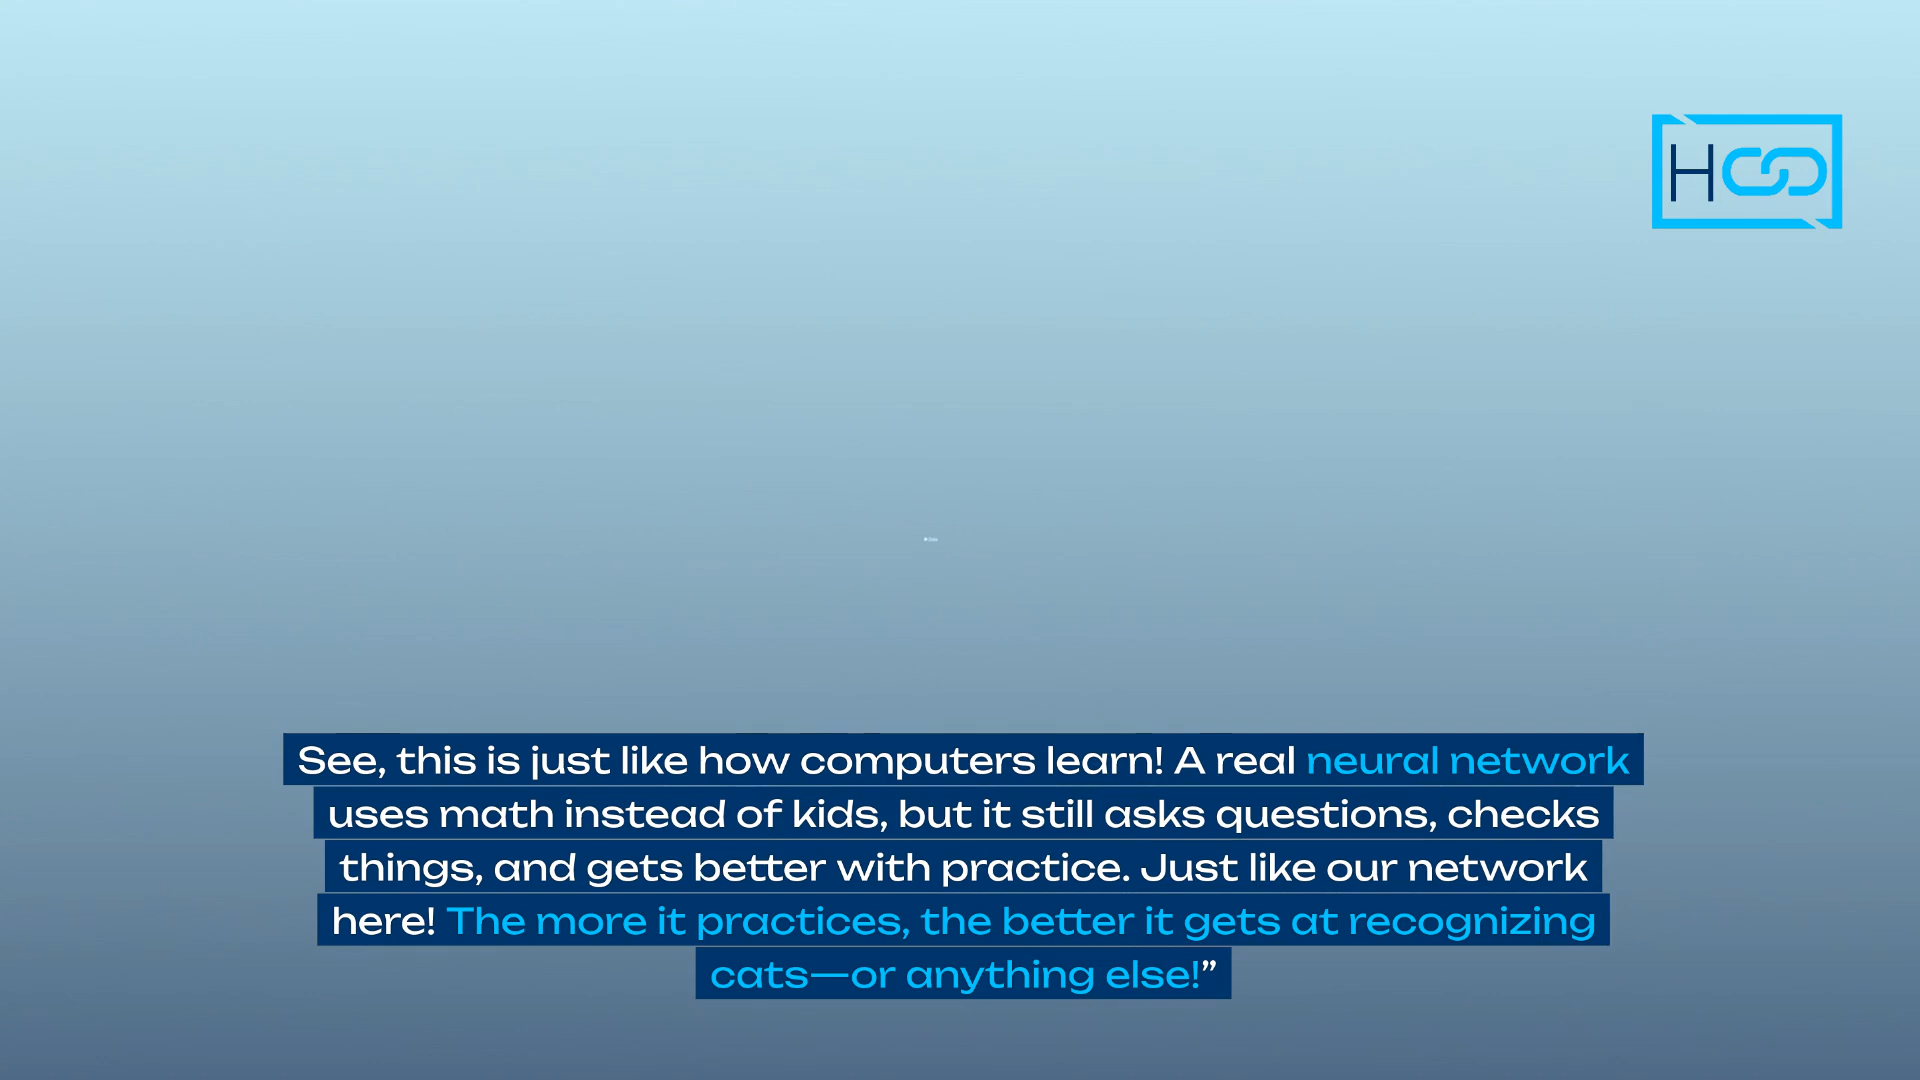 H
See, this is just like how computers learn! A real neural network
uses math instead of kids, but it still asks questions, checks
things, and gets better with practice. Just like our network
here! The more it practices, the better it gets at recognizing
cats—or anything else!”